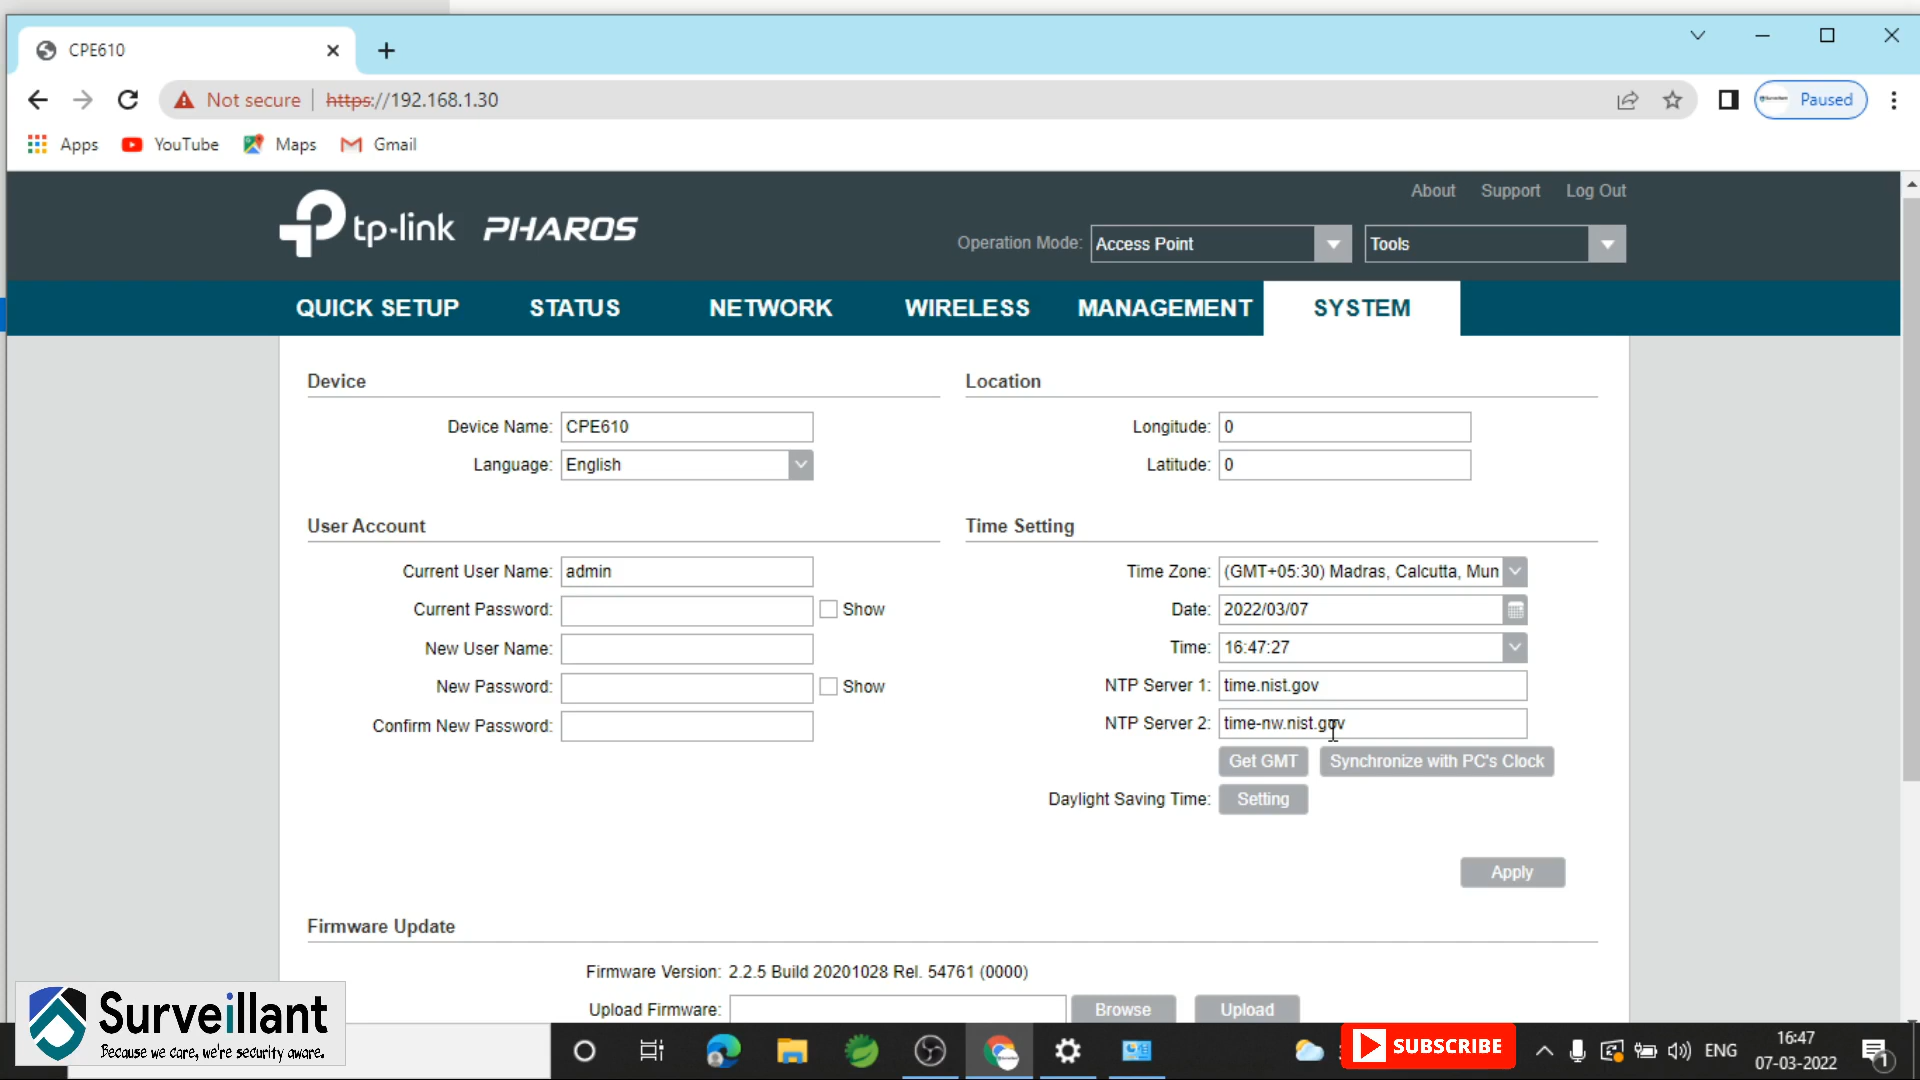 CPE610
Not secure https://192.168.1.30
Paused
Apps YouTube Maps Gmail
About Support Log Out
tp-link PHAROS
Operation Mode: Access Point Tools
QUICK SETUP STATUS NETWORK WIRELESS MANAGEMENT SYSTEM
Device
Device Name: CPE610
Language: English
Location
Longitude: 0
Latitude: 0
User Account
Current User Name: admin
Current Password: Show
New User Name:
New Password: Show
Confirm New Password:
Time Setting
Time Zone: (GMT+05:30) Madras, Calcutta, Mun
Date: 2022/03/07
Time: 16:47:27
NTP Server 1: time.nist.gov
NTP Server 2: time-nw.nist.gov
Get GMT Synchronize with PC's Clock
Daylight Saving Time: Setting
Apply
Firmware Update
Firmware Version: 2.2.5 Build 20201028 Rel. 54761 (0000)
Upload Firmware: Browse Upload
Surveillant
Because we care, we're security aware.
SUBSCRIBE
ENG
16:47
07-03-2022
1